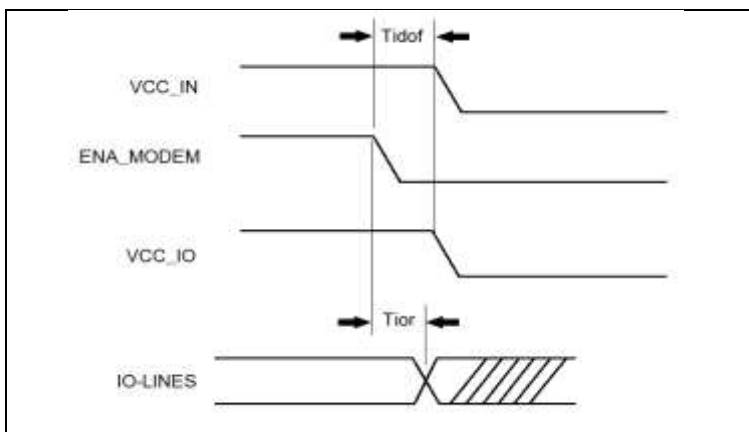 Tidof
VCC_IN
ENA_MODEM
VCC_IO
Tior
IO-LINES